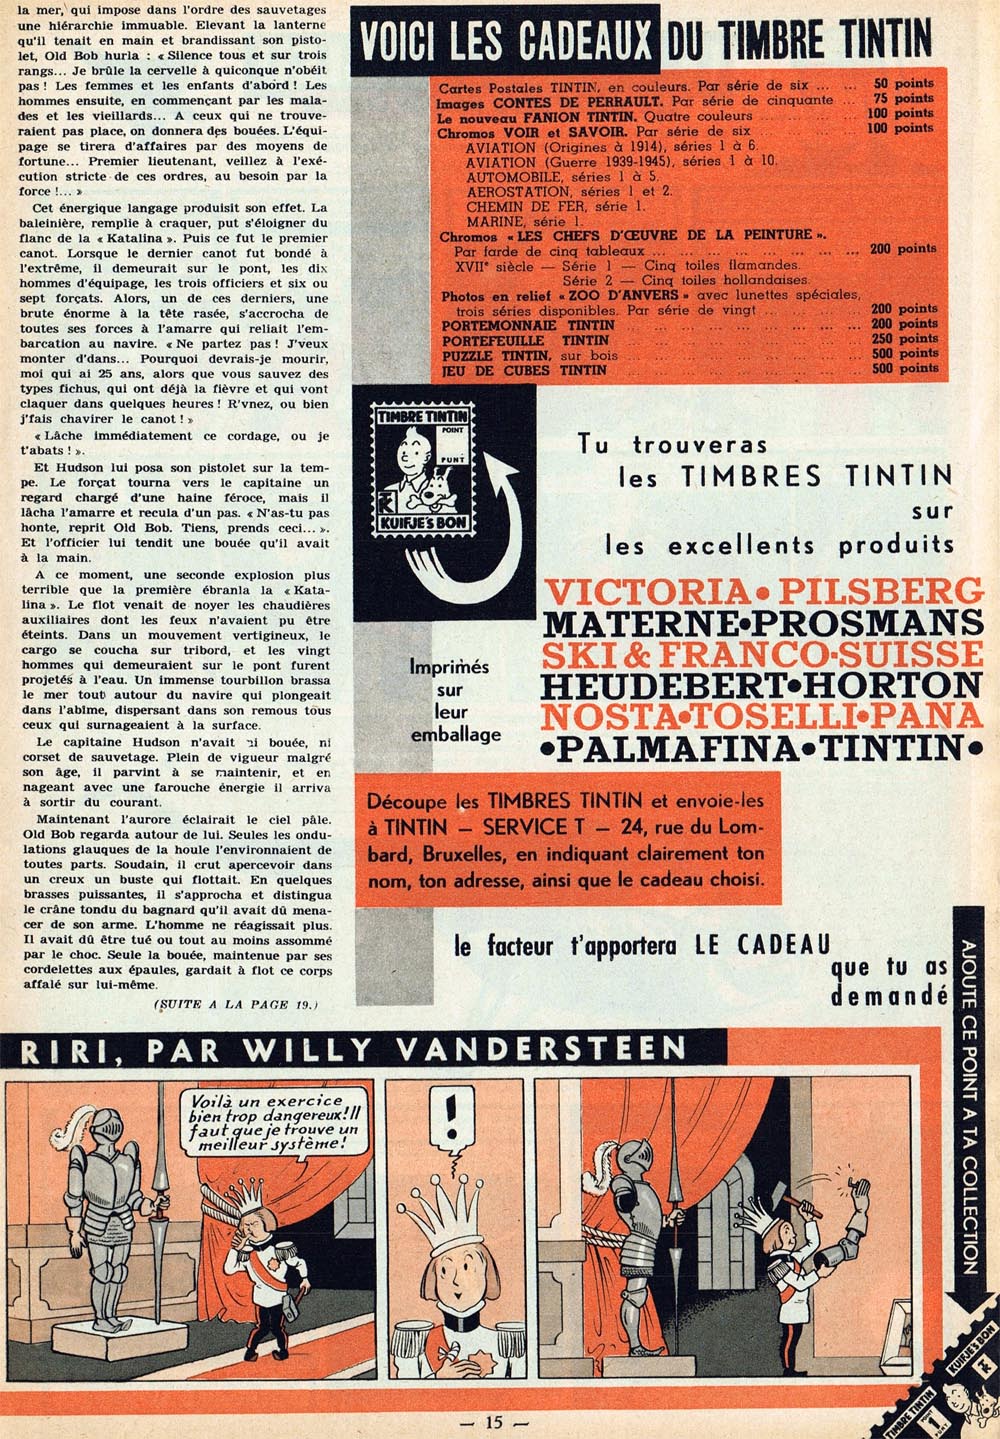 la mer, qui impose dans l'ordre des sauvetages
une hiérarchie immuable. Elevant la lanterne
qu'il tenait en main et brandissant son pisto-
let, Old Bob hurla : « Silence tous et sur trois
rangs... Je brûle la cervelle à quiconque n'obéit
pas ! Les femmes et les enfants d'abord ! Les
hommes ensuite, en commençant par les mala-
des et les vieillards... A ceux qui ne trouve-
raient pas place, on donnera des bouées. L'équi-
page se tirera d'affaires par des moyens de
fortune... Premier lieutenant, veillez à l'exé-
cution stricte de ces ordres, au besoin par la
force !... »
Cet énergique langage produisit son effet. La
baleinière, remplie à craquer, put s'éloigner du
flanc de la « Katalina ». Puis ce fut le premier
canot. Lorsque le dernier canot fut bondé à
l'extrême, il demeurait sur le pont, les dix
hommes d'équipage, les trois officiers et six ou
sept forçats. Alors, un de ces derniers, une
brute énorme à la tête rasée, s'accrocha de
toutes ses forces à l'amarre qui reliait l'em-
barcation au navire. « Ne partez pas ! J'veux
monter d'dans... Pourquoi devrais-je mourir,
moi qui ai 25 ans, alors que vous sauvez des
types fichus, qui ont déjà la fièvre et qui vont
claquer dans quelques heures ! R'vnez, ou bien
j'fais chavirer le canot ! »
« Lâche immédiatement ce cordage, ou je
t'abats ! ».
Et Hudson lui posa son pistolet sur la tem-
pe. Le forçat tourna vers le capitaine un
regard chargé d'une haine féroce, mais il
lâcha l'amarre et recula d'un pas. « N'as-tu pas
honte, reprit Old Bob. Tiens, prends ceci... ».
Et l'officier lui tendit une bouée qu'il avait
à la main.
A ce moment, une seconde explosion plus
terrible que la première ébranla la « Kata-
lina ». Le flot venait de noyer les chaudières
auxiliaires dont les feux n'avaient pu être
éteints. Dans un mouvement vertigineux, le
cargo se coucha sur tribord, et les vingt
hommes qui demeuraient sur le pont furent
projetés à l'eau. Un immense tourbillon brassa
le mer tout autour du navire qui plongeait
dans l'abîme, dispersant dans son remous tous
ceux qui surnageaient à la surface.
Le capitaine Hudson n'avait ni bouée, ni
corset de sauvetage. Plein de vigueur malgré
son âge, il parvint à se maintenir, et en
nageant avec une farouche énergie il arriva
à sortir du courant.
Maintenant l'aurore éclairait le ciel pâle.
Old Bob regarda autour de lui. Seules les ondu-
lations glauques de la houle l'environnaient de
toutes parts. Soudain, il crut apercevoir dans
un creux un buste qui flottait. En quelques
brasses puissantes, il s'approcha et distingua
le crâne tondu du bagnard qu'il avait dû mena-
cer de son arme. L'homme ne réagissait plus.
Il avait dû être tué ou tout au moins assommé
par le choc. Seule la bouée, maintenue par ses
cordelettes aux épaules, gardait à flot ce corps
affalé sur lui-même.
(SUITE A LA PAGE 19.)
VOICI LES CADEAUX DU TIMBRE TINTIN
Cartes Postales TINTIN, en couleurs. Par série de six ... ... 50 points
Images CONTES DE PERRAULT. Par série de cinquante ... 75 points
Le nouveau FANION TINTIN. Quatre couleurs ... 100 points
Chromos VOIR et SAVOIR. Par série de six ... 100 points
AVIATION (Origines à 1914), séries 1 à 6.
AVIATION (Guerre 1939-1945), séries 1 à 10.
AUTOMOBILE, séries 1 à 5.
AEROSTATION, séries 1 et 2.
CHEMIN DE FER, série 1.
MARINE, série 1.
Chromos « LES CHEFS D'ŒUVRE DE LA PEINTURE ».
Par farde de cinq tableaux ... ... ... 200 points
XVIIe siècle — Série 1 — Cinq toiles flamandes.
Série 2 — Cinq toiles hollandaises.
Photos en relief « ZOO D'ANVERS » avec lunettes spéciales,
trois séries disponibles. Par série de vingt ... 200 points
PORTEMONNAIE TINTIN ... 200 points
PORTEFEUILLE TINTIN ... 250 points
PUZZLE TINTIN, sur bois ... 500 points
JEU DE CUBES TINTIN ... 500 points
TIMBRE TINTIN
POINT
PUNT
KUIFJE'S BON
Tu trouveras
les TIMBRES TINTIN
sur
les excellents produits
VICTORIA • PILSBERG
MATERNE•PROSMANS
SKI & FRANCO-SUISSE
HEUDEBERT•HORTON
NOSTA•TOSELLI•PANA
•PALMAFINA•TINTIN•
Imprimés
sur
leur
emballage
Découpe les TIMBRES TINTIN et envoie-les
à TINTIN — SERVICE T — 24, rue du Lom-
bard, Bruxelles, en indiquant clairement ton
nom, ton adresse, ainsi que le cadeau choisi.
le facteur t'apportera LE CADEAU
que tu as
demandé
AJOUTE CE POINT A TA COLLECTION
RIRI, PAR WILLY VANDERSTEEN
Voilà un exercice
bien trop dangereux! Il
faut que je trouve un
meilleur système!
!
TIMBRE TINTIN
POINT
1
PUNT
KUIFJE'S BON
— 15 —